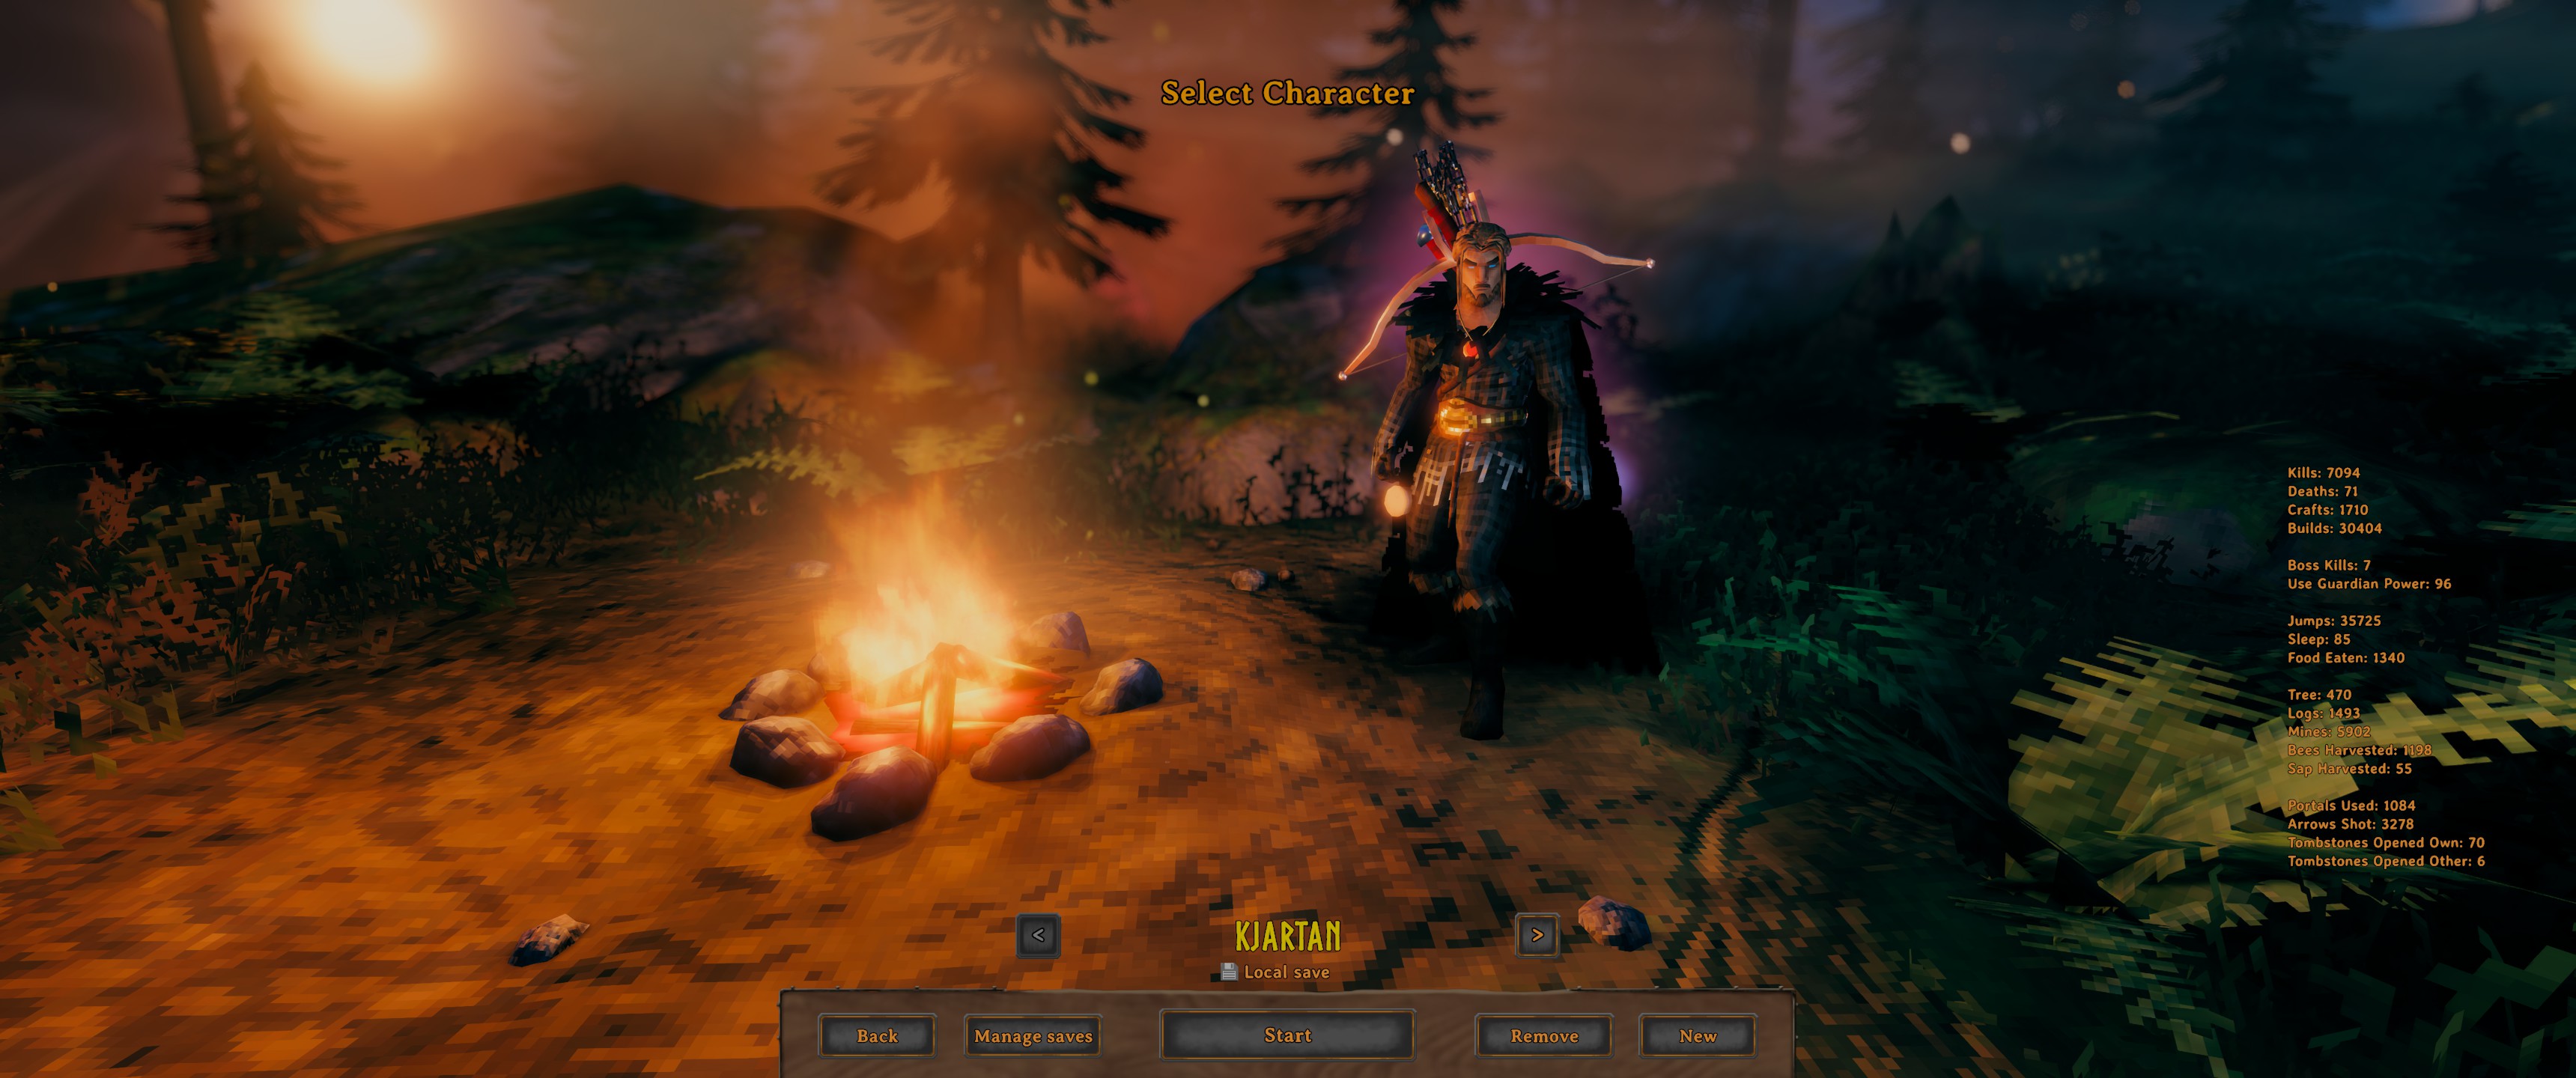 Select Character
Kills: 7094
Deaths: 71
Crafts: 1710
Builds: 30404
Boss Kills: 7
Use Guardian Power: 96
Jumps: 35725
Sleep: 85
Food Eaten: 1340
Tree: 470
Logs: 1493
Mines: 5902
Bees Harvested: 1198
Sap Harvested: 55
Portals Used: 1084
Arrows Shot: 3278
Tombstones Opened Own: 70
Tombstones Opened Other: 6
< KJARTAN >
Local save
Back Manage saves Start Remove New